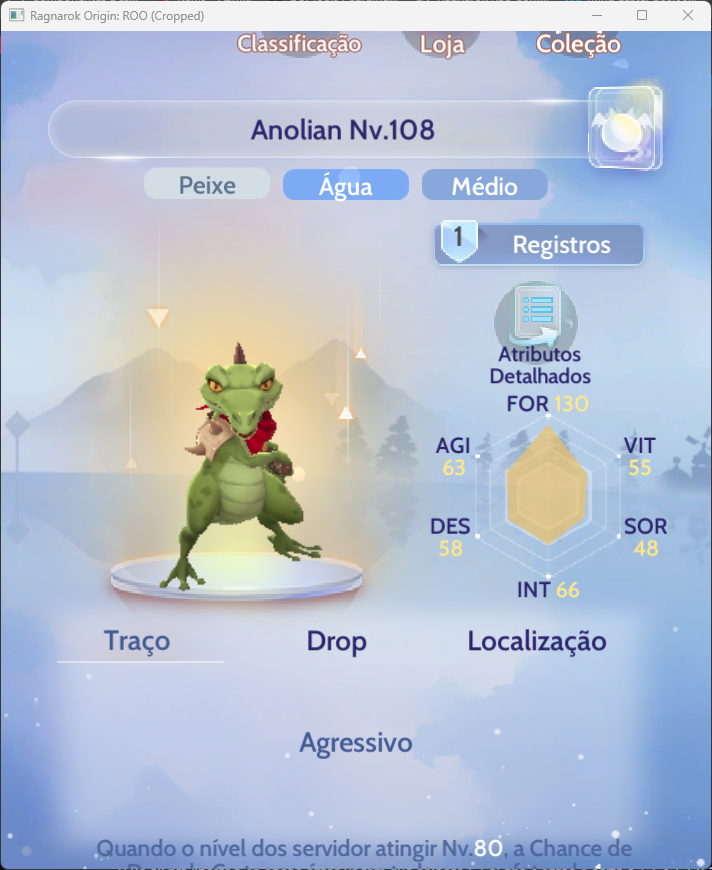 Ragnarok Origin: ROO (Cropped)
Classificação Loja Coleção
Anolian Nv.108
Peixe Água Médio
1 Registros
Atributos
Detalhados
FOR 130
AGI VIT
63 55
DES SOR
58 48
INT 66
Traço Drop Localização
Agressivo
Quando o nível dos servidor atingir Nv.80, a Chance de